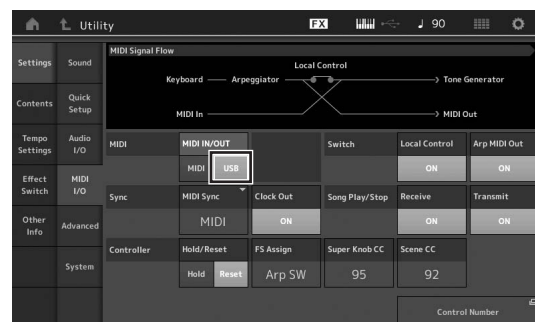 Utility
FX
90
Settings
Sound
Contents
Quick
Setup
Tempo
Settings
Audio
I/O
Effect
Switch
MIDI
I/O
Other
Info
Advanced
System
MIDI Signal Flow
Local Control
Keyboard
Arpeggiator
Tone Generator
MIDI In
MIDI Out
MIDI
MIDI IN/OUT
MIDI
USB
Switch
Local Control
ON
Arp MIDI Out
ON
Sync
MIDI Sync
MIDI
Clock Out
ON
Song Play/Stop
Receive
ON
Transmit
ON
Controller
Hold/Reset
Hold
Reset
FS Assign
Arp SW
Super Knob CC
95
Scene CC
92
Control Number